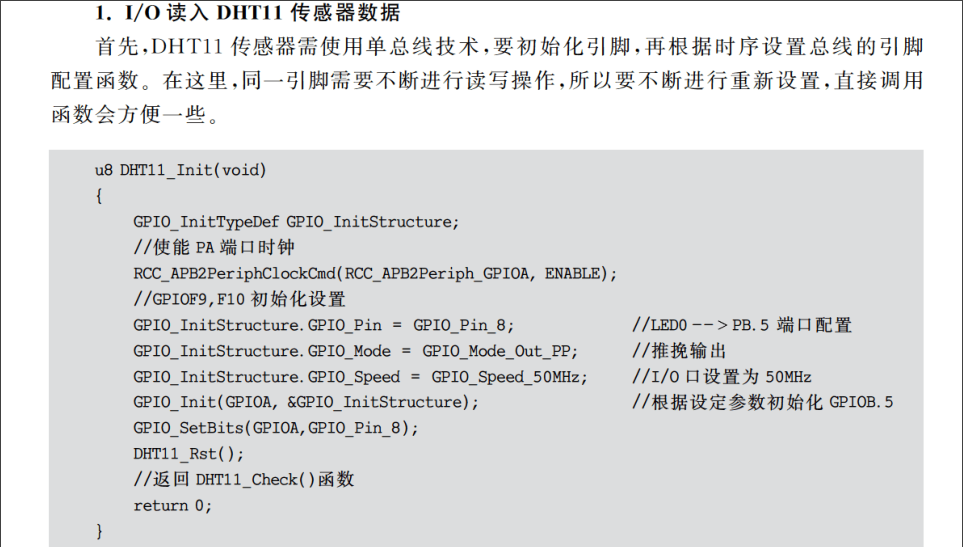 1. I/O 读入 DHT11 传感器数据
首先,DHT11 传感器需使用单总线技术,要初始化引脚,再根据时序设置总线的引脚
配置函数。在这里,同一引脚需要不断进行读写操作,所以要不断进行重新设置,直接调用
函数会方便一些。
u8 DHT11_Init(void)
{
GPIO_InitTypeDef GPIO_InitStructure;
//使能 PA 端口时钟
RCC_APB2PeriphClockCmd(RCC_APB2Periph_GPIOA, ENABLE);
//GPIOF9,F10 初始化设置
GPIO_InitStructure.GPIO_Pin = GPIO_Pin_8; //LED0 -->PB.5 端口配置
GPIO_InitStructure.GPIO_Mode = GPIO_Mode_Out_PP; //推挽输出
GPIO_InitStructure.GPIO_Speed = GPIO_Speed_50MHz; //I/O 口设置为 50MHz
GPIO_Init(GPIOA, &GPIO_InitStructure); //根据设定参数初始化 GPIOB.5
GPIO_SetBits(GPIOA,GPIO_Pin_8);
DHT11_Rst();
//返回 DHT11_Check()函数
return 0;
}